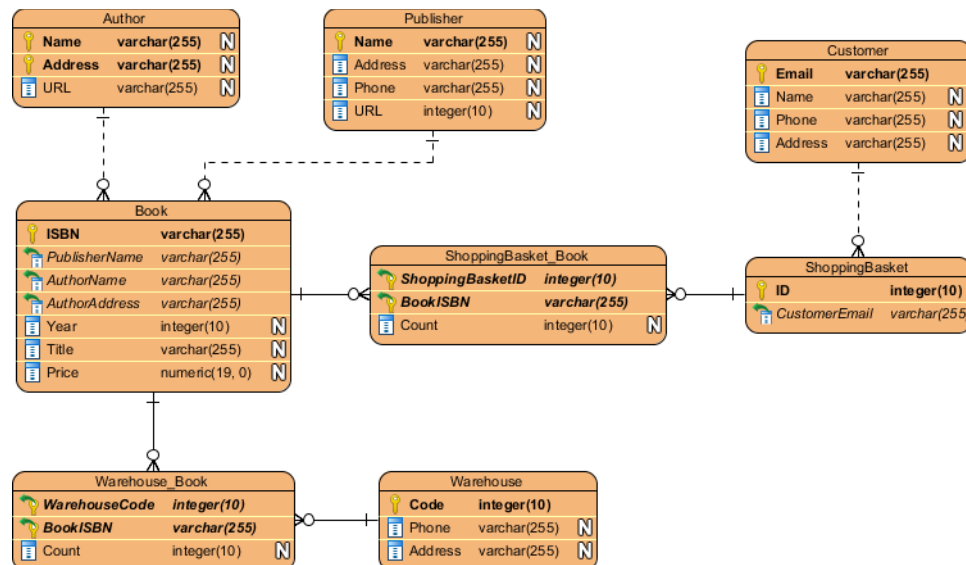 Author
Name varchar(255) N
Address varchar(255) N
URL varchar(255) N
Publisher
Name varchar(255) N
Address varchar(255) N
Phone varchar(255) N
URL integer(10) N
Customer
Email varchar(255)
Name varchar(255) N
Phone varchar(255) N
Address varchar(255) N
Book
ISBN varchar(255)
PublisherName varchar(255)
AuthorName varchar(255)
AuthorAddress varchar(255)
Year integer(10) N
Title varchar(255) N
Price numeric(19, 0) N
ShoppingBasket_Book
ShoppingBasketID integer(10)
BookISBN varchar(255)
Count integer(10) N
ShoppingBasket
ID integer(10)
CustomerEmail varchar(255)
Warehouse_Book
WarehouseCode integer(10)
BookISBN varchar(255)
Count integer(10) N
Warehouse
Code integer(10)
Phone varchar(255) N
Address varchar(255) N